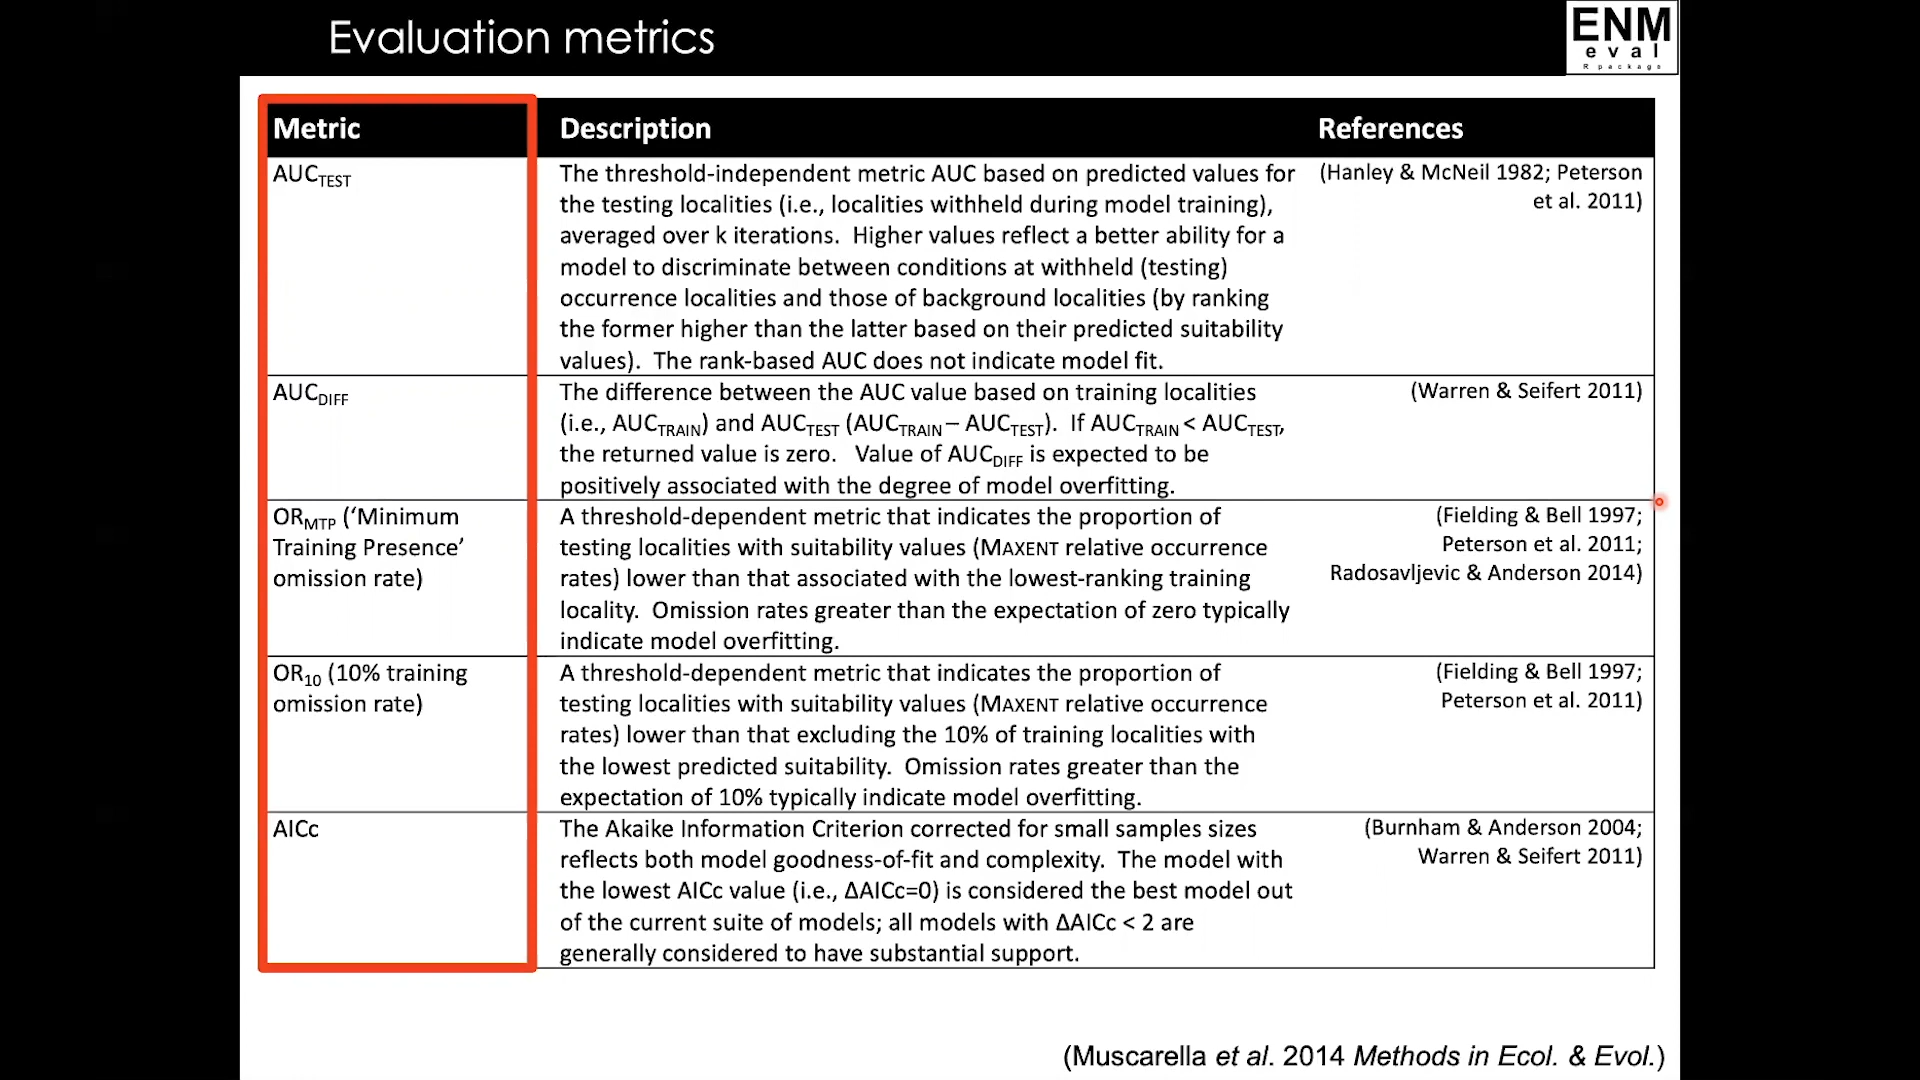 Evaluation metrics
ENM
eval
R package
Metric
Description
References
AUCTEST
The threshold-independent metric AUC based on predicted values for
the testing localities (i.e., localities withheld during model training),
averaged over k iterations.  Higher values reflect a better ability for a
model to discriminate between conditions at withheld (testing)
occurrence localities and those of background localities (by ranking
the former higher than the latter based on their predicted suitability
values).  The rank-based AUC does not indicate model fit.
(Hanley & McNeil 1982; Peterson
et al. 2011)
AUCDIFF
The difference between the AUC value based on training localities
(i.e., AUCTRAIN) and AUCTEST (AUCTRAIN – AUCTEST).  If AUCTRAIN < AUCTEST,
the returned value is zero.   Value of AUCDIFF is expected to be
positively associated with the degree of model overfitting.
(Warren & Seifert 2011)
ORMTP (‘Minimum
Training Presence’
omission rate)
A threshold-dependent metric that indicates the proportion of
testing localities with suitability values (MAXENT relative occurrence
rates) lower than that associated with the lowest-ranking training
locality.  Omission rates greater than the expectation of zero typically
indicate model overfitting.
(Fielding & Bell 1997;
Peterson et al. 2011;
Radosavljevic & Anderson 2014)
OR10 (10% training
omission rate)
A threshold-dependent metric that indicates the proportion of
testing localities with suitability values (MAXENT relative occurrence
rates) lower than that excluding the 10% of training localities with
the lowest predicted suitability.  Omission rates greater than the
expectation of 10% typically indicate model overfitting.
(Fielding & Bell 1997;
Peterson et al. 2011)
AICc
The Akaike Information Criterion corrected for small samples sizes
reflects both model goodness-of-fit and complexity.  The model with
the lowest AICc value (i.e., ΔAICc=0) is considered the best model out
of the current suite of models; all models with ΔAICc < 2 are
generally considered to have substantial support.
(Burnham & Anderson 2004;
Warren & Seifert 2011)
(Muscarella et al. 2014 Methods in Ecol. & Evol.)